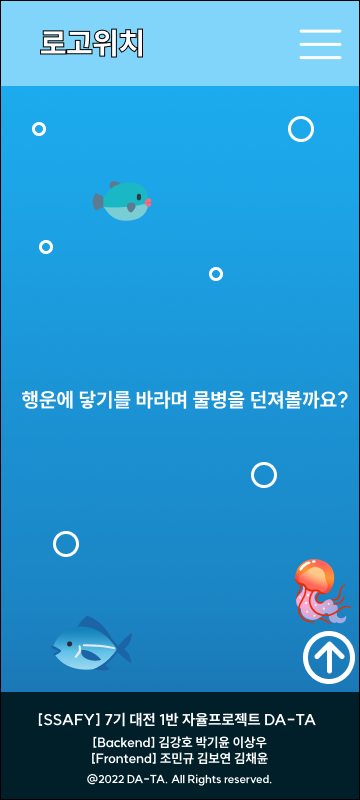 로고위치
행운에 닿기를 바라며 물병을 던져볼까요?
[SSAFY] 7기 대전 1반 자율프로젝트 DA-TA
[Backend] 김강호 박기윤 이상우
[Frontend] 조민규 김보연 김채윤
@2022 DA-TA. All Rights reserved.